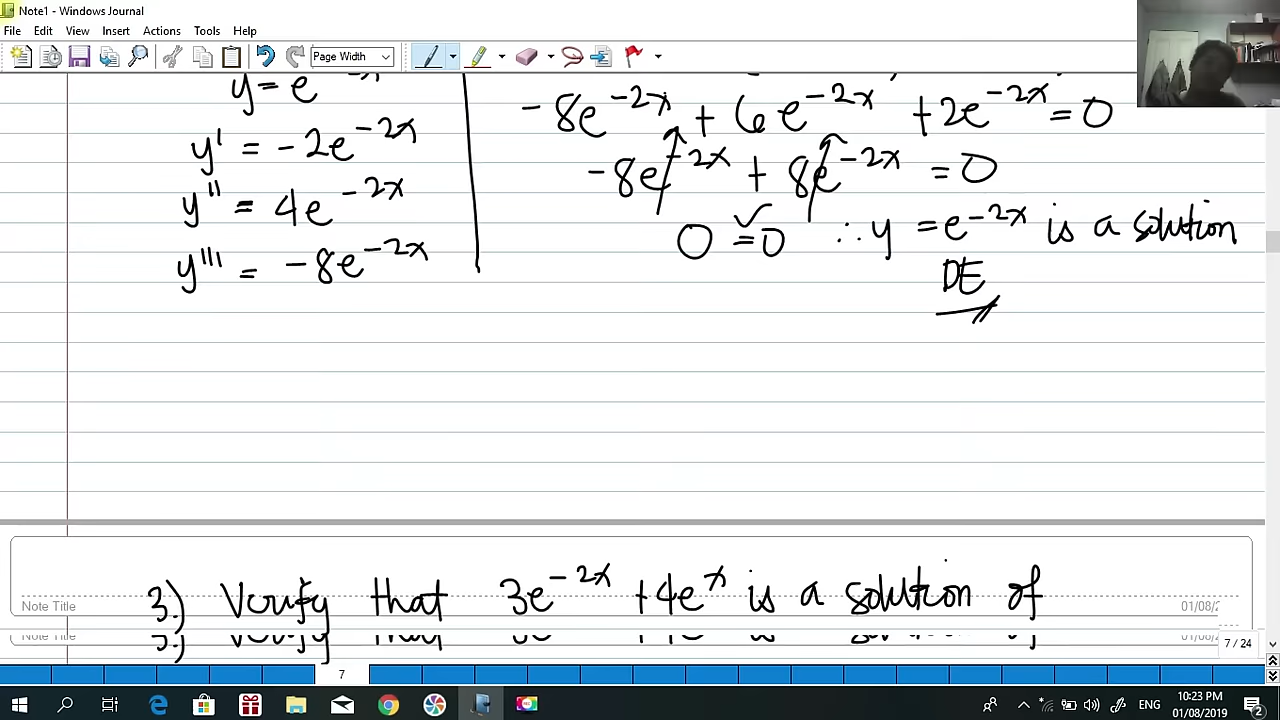 Note1 - Windows Journal
File Edit View Insert Actions Tools Help
Page Width
y = e^-2x
y' = -2e^-2x
y'' = 4e^-2x
y''' = -8e^-2x
-8e^-2x + 6e^-2x + 2e^-2x = 0
-8e^-2x + 8e^-2x = 0
0 = 0 ✓ ∴ y = e^-2x is a solution
DE
3.) Verify that 3e^-2x + 4e^x is a solution of
Note Title
01/08/2
7 / 24
7
ENG
10:23 PM
01/08/2019
2